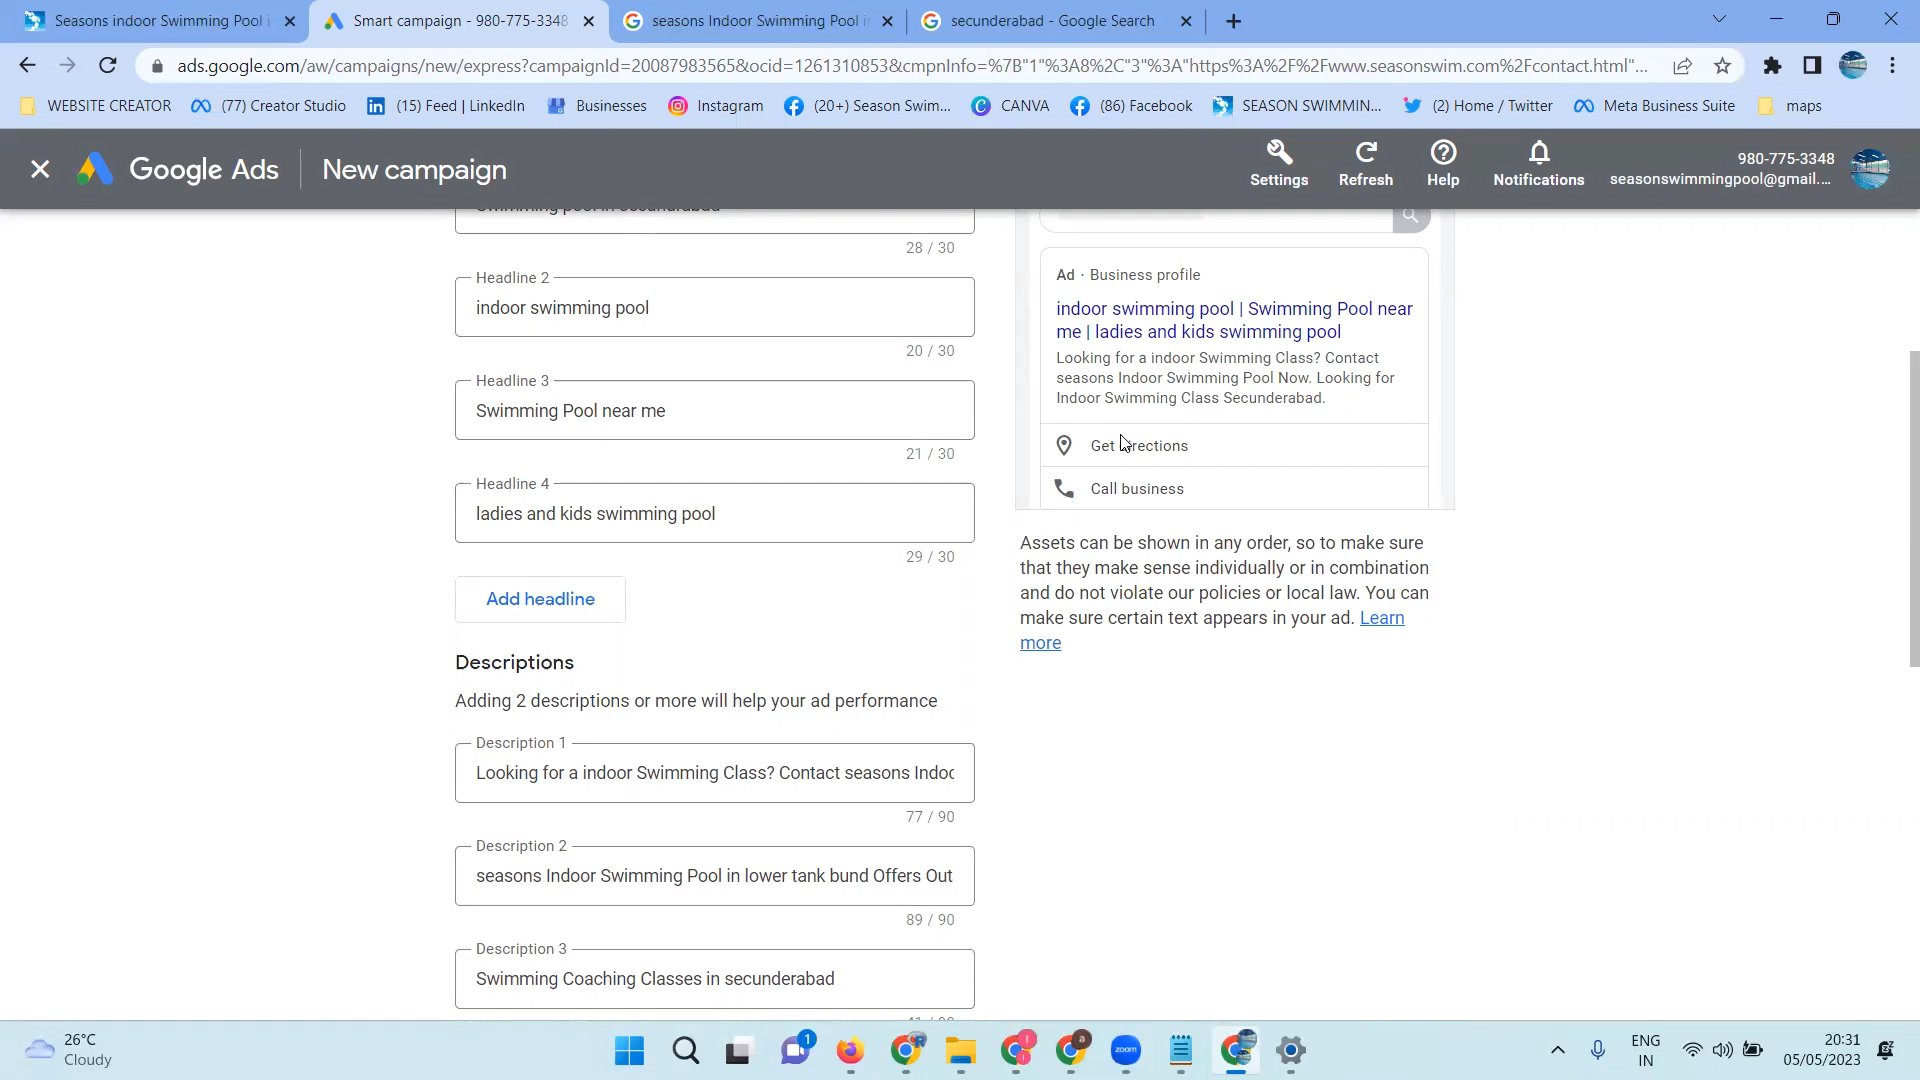 Seasons indoor Swimming Pool i
Smart campaign - 980-775-3348
seasons Indoor Swimming Pool in
secunderabad - Google Search
ads.google.com/aw/campaigns/new/express?campaignId=20087983565&ocid=1261310853&cmpnInfo=%7B"1"%3A8%2C"3"%3A"https%3A%2F%2Fwww.seasonswim.com%2Fcontact.html"...
WEBSITE CREATOR
(77) Creator Studio
(15) Feed | LinkedIn
Businesses
Instagram
(20+) Season Swim...
CANVA
(86) Facebook
SEASON SWIMMIN...
(2) Home / Twitter
Meta Business Suite
maps
Google Ads
New campaign
Settings
Refresh
Help
Notifications
980-775-3348
seasonswimmingpool@gmail....
Swimming pool in secunderabad
28 / 30
Headline 2
indoor swimming pool
20 / 30
Headline 3
Swimming Pool near me
21 / 30
Headline 4
ladies and kids swimming pool
29 / 30
Add headline
Descriptions
Adding 2 descriptions or more will help your ad performance
Description 1
Looking for a indoor Swimming Class? Contact seasons Indoo
77 / 90
Description 2
seasons Indoor Swimming Pool in lower tank bund Offers Out
89 / 90
Description 3
Swimming Coaching Classes in secunderabad
Ad · Business profile
indoor swimming pool | Swimming Pool near
me | ladies and kids swimming pool
Looking for a indoor Swimming Class? Contact
seasons Indoor Swimming Pool Now. Looking for
Indoor Swimming Class Secunderabad.
Get directions
Call business
Assets can be shown in any order, so to make sure
that they make sense individually or in combination
and do not violate our policies or local law. You can
make sure certain text appears in your ad. Learn
more
26°C
Cloudy
1
zoom
ENG
IN
20:31
05/05/2023